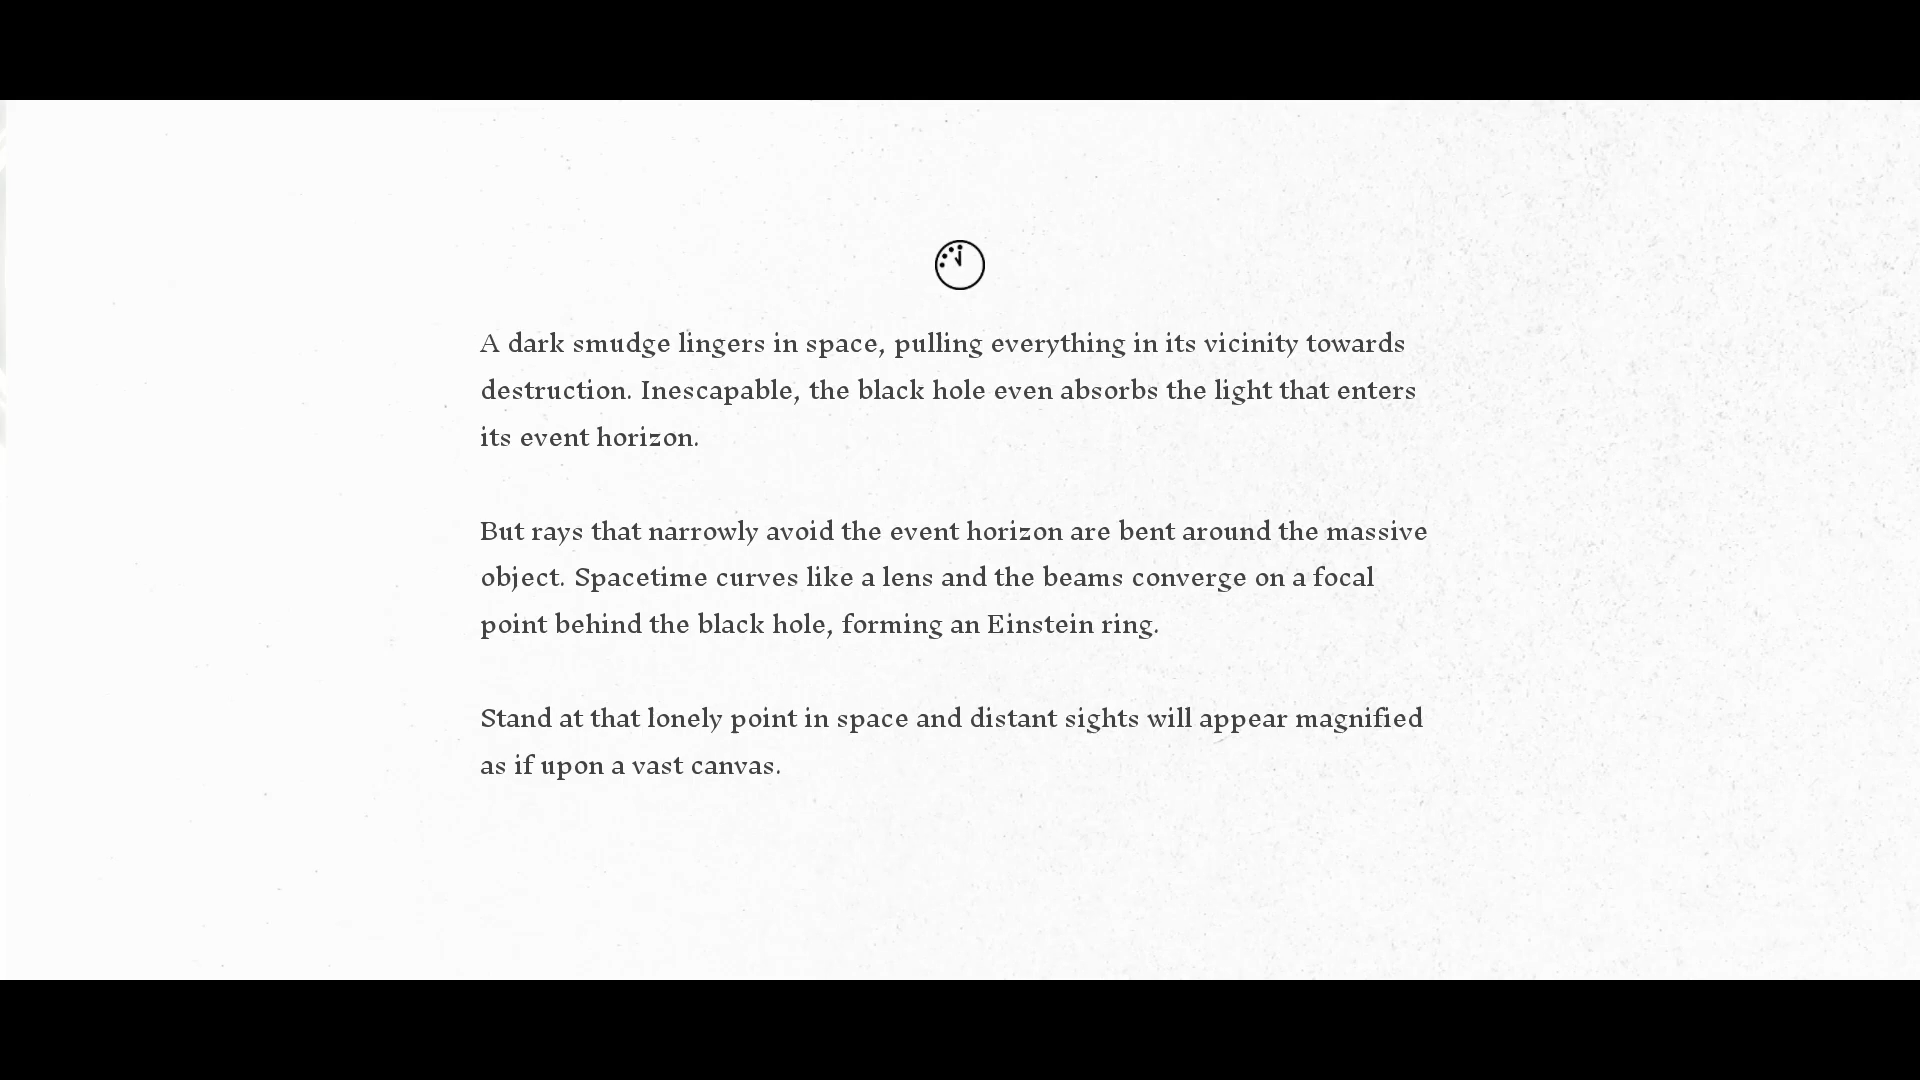 A dark smudge lingers in space, pulling everything in its vicinity towards
destruction. Inescapable, the black hole even absorbs the light that enters
its event horizon.
But rays that narrowly avoid the event horizon are bent around the massive
object. Spacetime curves like a lens and the beams converge on a focal
point behind the black hole, forming an Einstein ring.
Stand at that lonely point in space and distant sights will appear magnified
as if upon a vast canvas.